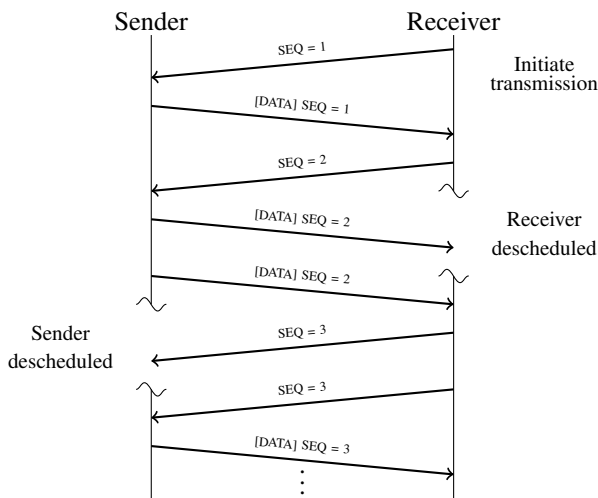 Sender
Receiver
SEQ = 1
Initiate
transmission
[DATA] SEQ = 1
SEQ = 2
[DATA] SEQ = 2
Receiver
descheduled
[DATA] SEQ = 2
SEQ = 3
Sender
descheduled
SEQ = 3
[DATA] SEQ = 3